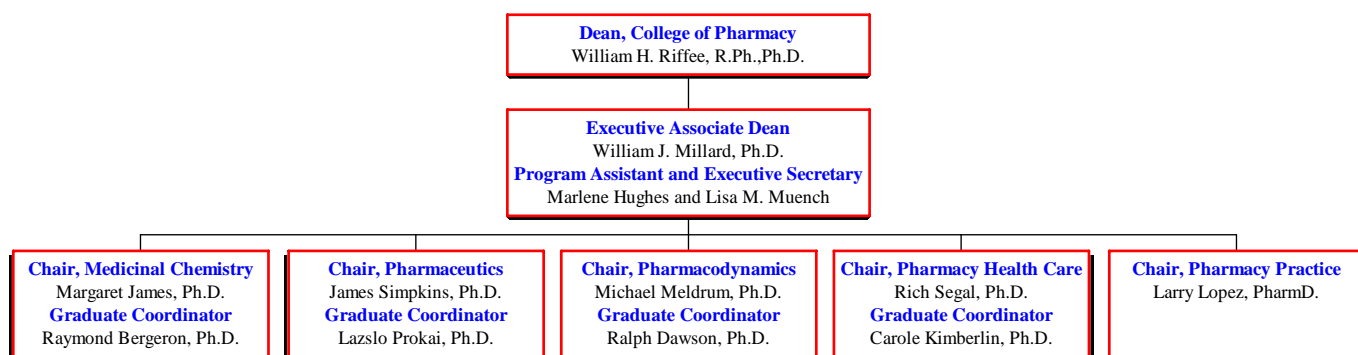 Dean, College of Pharmacy
William H. Riffee, R.Ph.,Ph.D.
Executive Associate Dean
William J. Millard, Ph.D.
Program Assistant and Executive Secretary
Marlene Hughes and Lisa M. Muench
Chair, Medicinal Chemistry
Margaret James, Ph.D.
Graduate Coordinator
Raymond Bergeron, Ph.D.
Chair, Pharmaceutics
James Simpkins, Ph.D.
Graduate Coordinator
Lazslo Prokai, Ph.D.
Chair, Pharmacodynamics
Michael Meldrum, Ph.D.
Graduate Coordinator
Ralph Dawson, Ph.D.
Chair, Pharmacy Health Care
Rich Segal, Ph.D.
Graduate Coordinator
Carole Kimberlin, Ph.D.
Chair, Pharmacy Practice
Larry Lopez, PharmD.